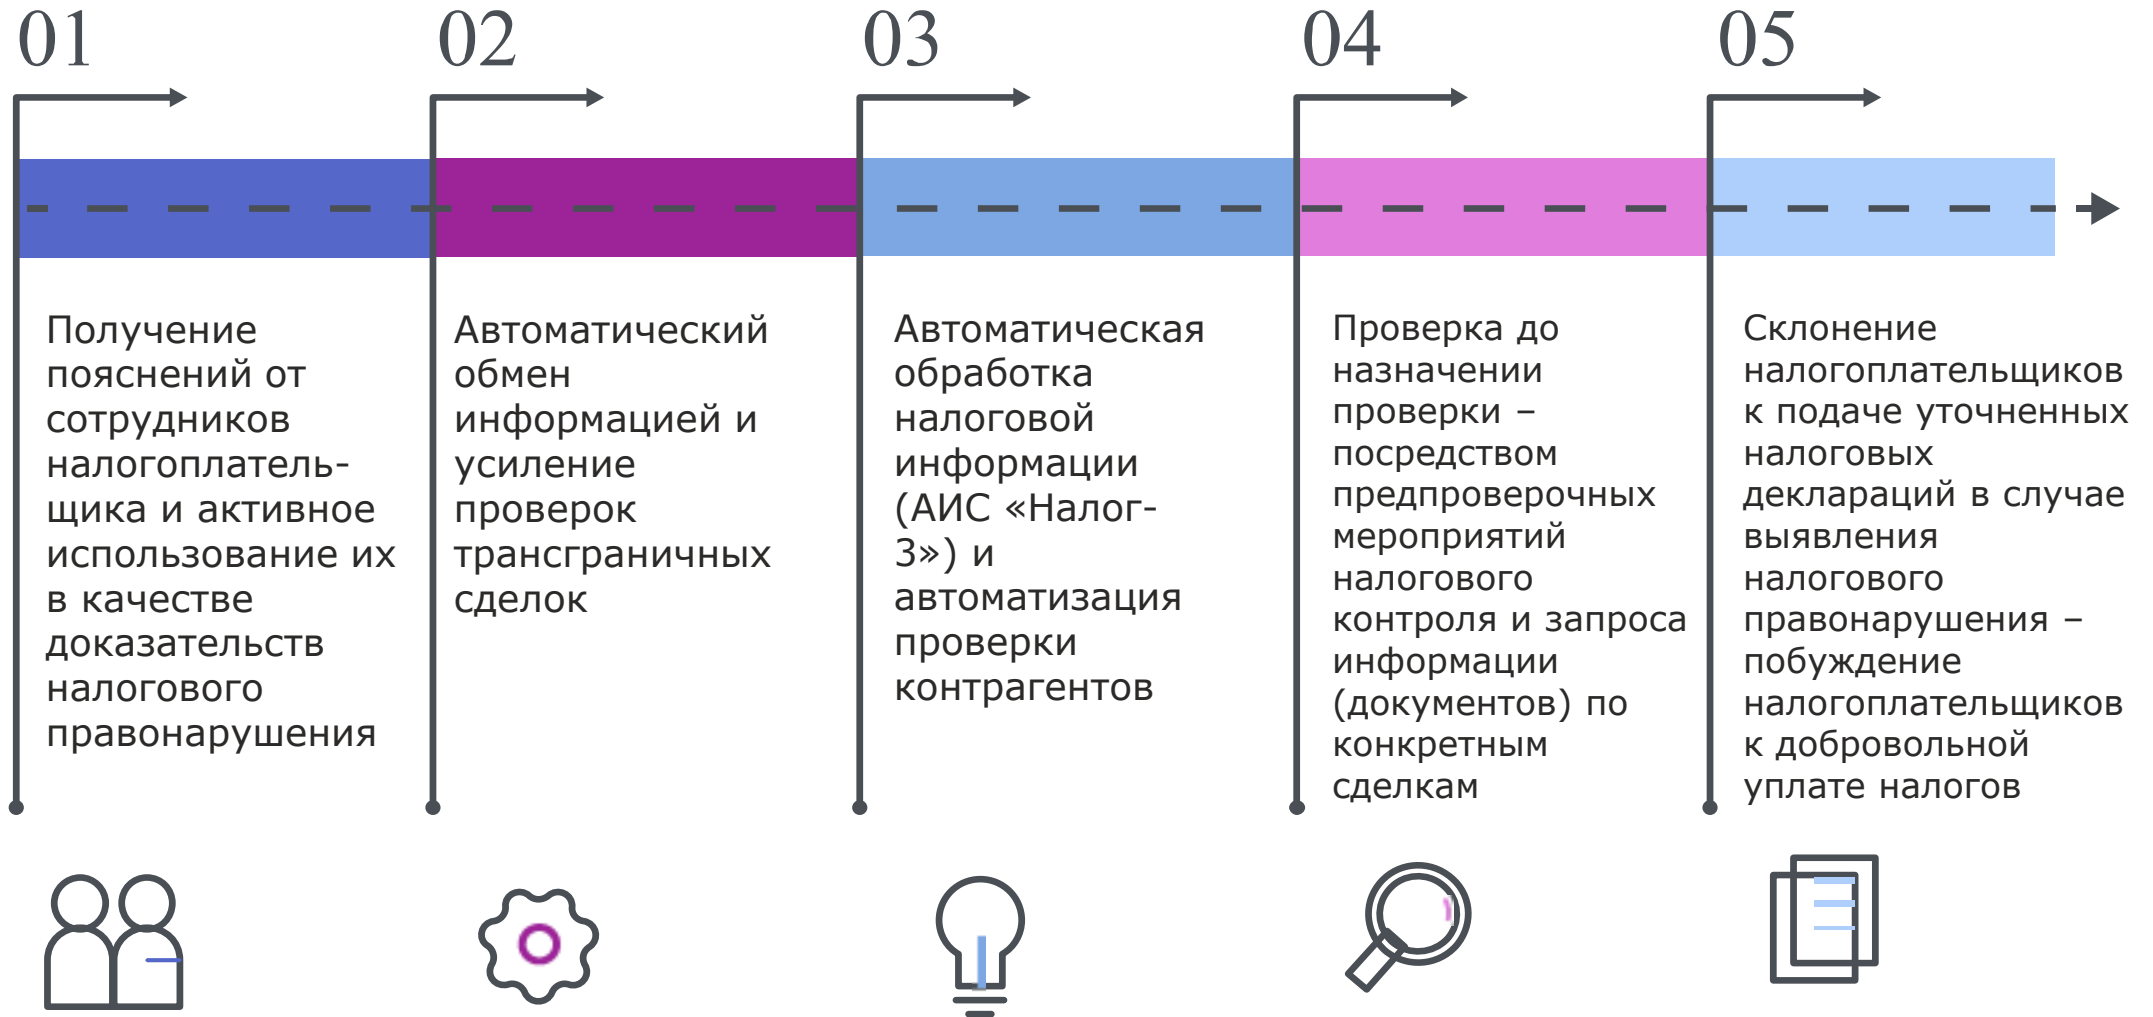 01
Получение
пояснений от
сотрудников
налогоплатель-
щика и активное
использование их
в качестве
доказательств
налогового
правонарушения
02
Автоматический
обмен
информацией и
усиление
проверок
трансграничных
сделок
03
Автоматическая
обработка
налоговой
информации
(АИС «Налог-
3») и
автоматизация
проверки
контрагентов
04
Проверка до
назначении
проверки –
посредством
предпроверочных
мероприятий
налогового
контроля и запроса
информации
(документов) по
конкретным
сделкам
05
Склонение
налогоплательщиков
к подаче уточненных
налоговых
деклараций в случае
выявления
налогового
правонарушения –
побуждение
налогоплательщиков
к добровольной
уплате налогов